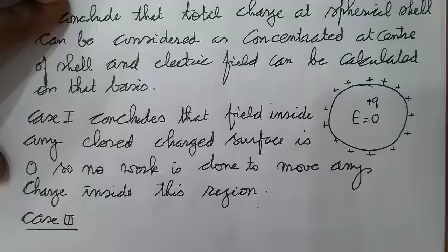 conclude that total charge at spherical shell
can be considered as concentrated at centre
of shell and electric field can be calculated
on that basis.
Case I concludes that field inside
any closed charged surface is
0 so no work is done to move any
charge inside this region.
+q
E=0
Case III